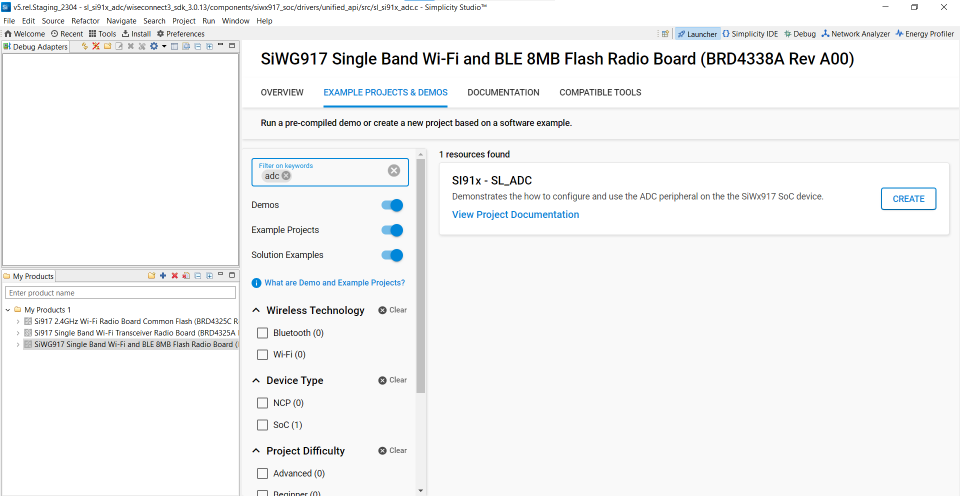 v5.rel.Staging_2304 - sl_si91x_adc/wiseconnect3_sdk_3.0.13/components/siwx917_soc/drivers/unified_api/src/sl_si91x_adc.c - Simplicity Studio™
File Edit Source Refactor Navigate Search Project Run Window Help
Welcome Recent Tools Install Preferences
Launcher Simplicity IDE Debug Network Analyzer Energy Profiler
Debug Adapters
SiWG917 Single Band Wi-Fi and BLE 8MB Flash Radio Board (BRD4338A Rev A00)
OVERVIEW EXAMPLE PROJECTS & DEMOS DOCUMENTATION COMPATIBLE TOOLS
Run a pre-compiled demo or create a new project based on a software example.
Filter on keywords
adc
Demos
Example Projects
Solution Examples
What are Demo and Example Projects?
Wireless Technology Clear
Bluetooth (0)
Wi-Fi (0)
Device Type Clear
NCP (0)
SoC (1)
Project Difficulty Clear
Advanced (0)
Beginner (0)
1 resources found
SI91x - SL_ADC
Demonstrates the how to configure and use the ADC peripheral on the the SiWx917 SoC device.
View Project Documentation
CREATE
My Products
Enter product name
My Products 1
Si917 2.4GHz Wi-Fi Radio Board Common Flash (BRD4325C R
Si917 Single Band Wi-Fi Transceiver Radio Board (BRD4325A
SiWG917 Single Band Wi-Fi and BLE 8MB Flash Radio Board (